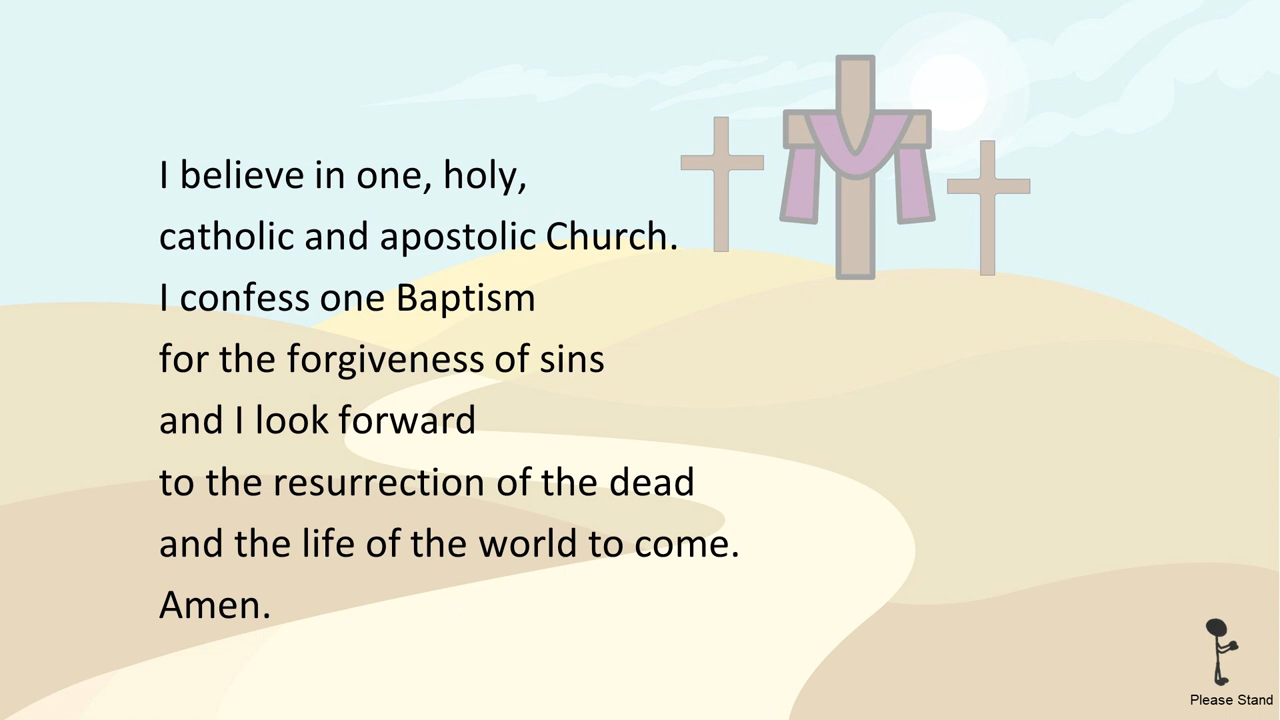 I believe in one, holy,
catholic and apostolic Church.
I confess one Baptism
for the forgiveness of sins
and I look forward
to the resurrection of the dead
and the life of the world to come.
Amen.
Please Stand